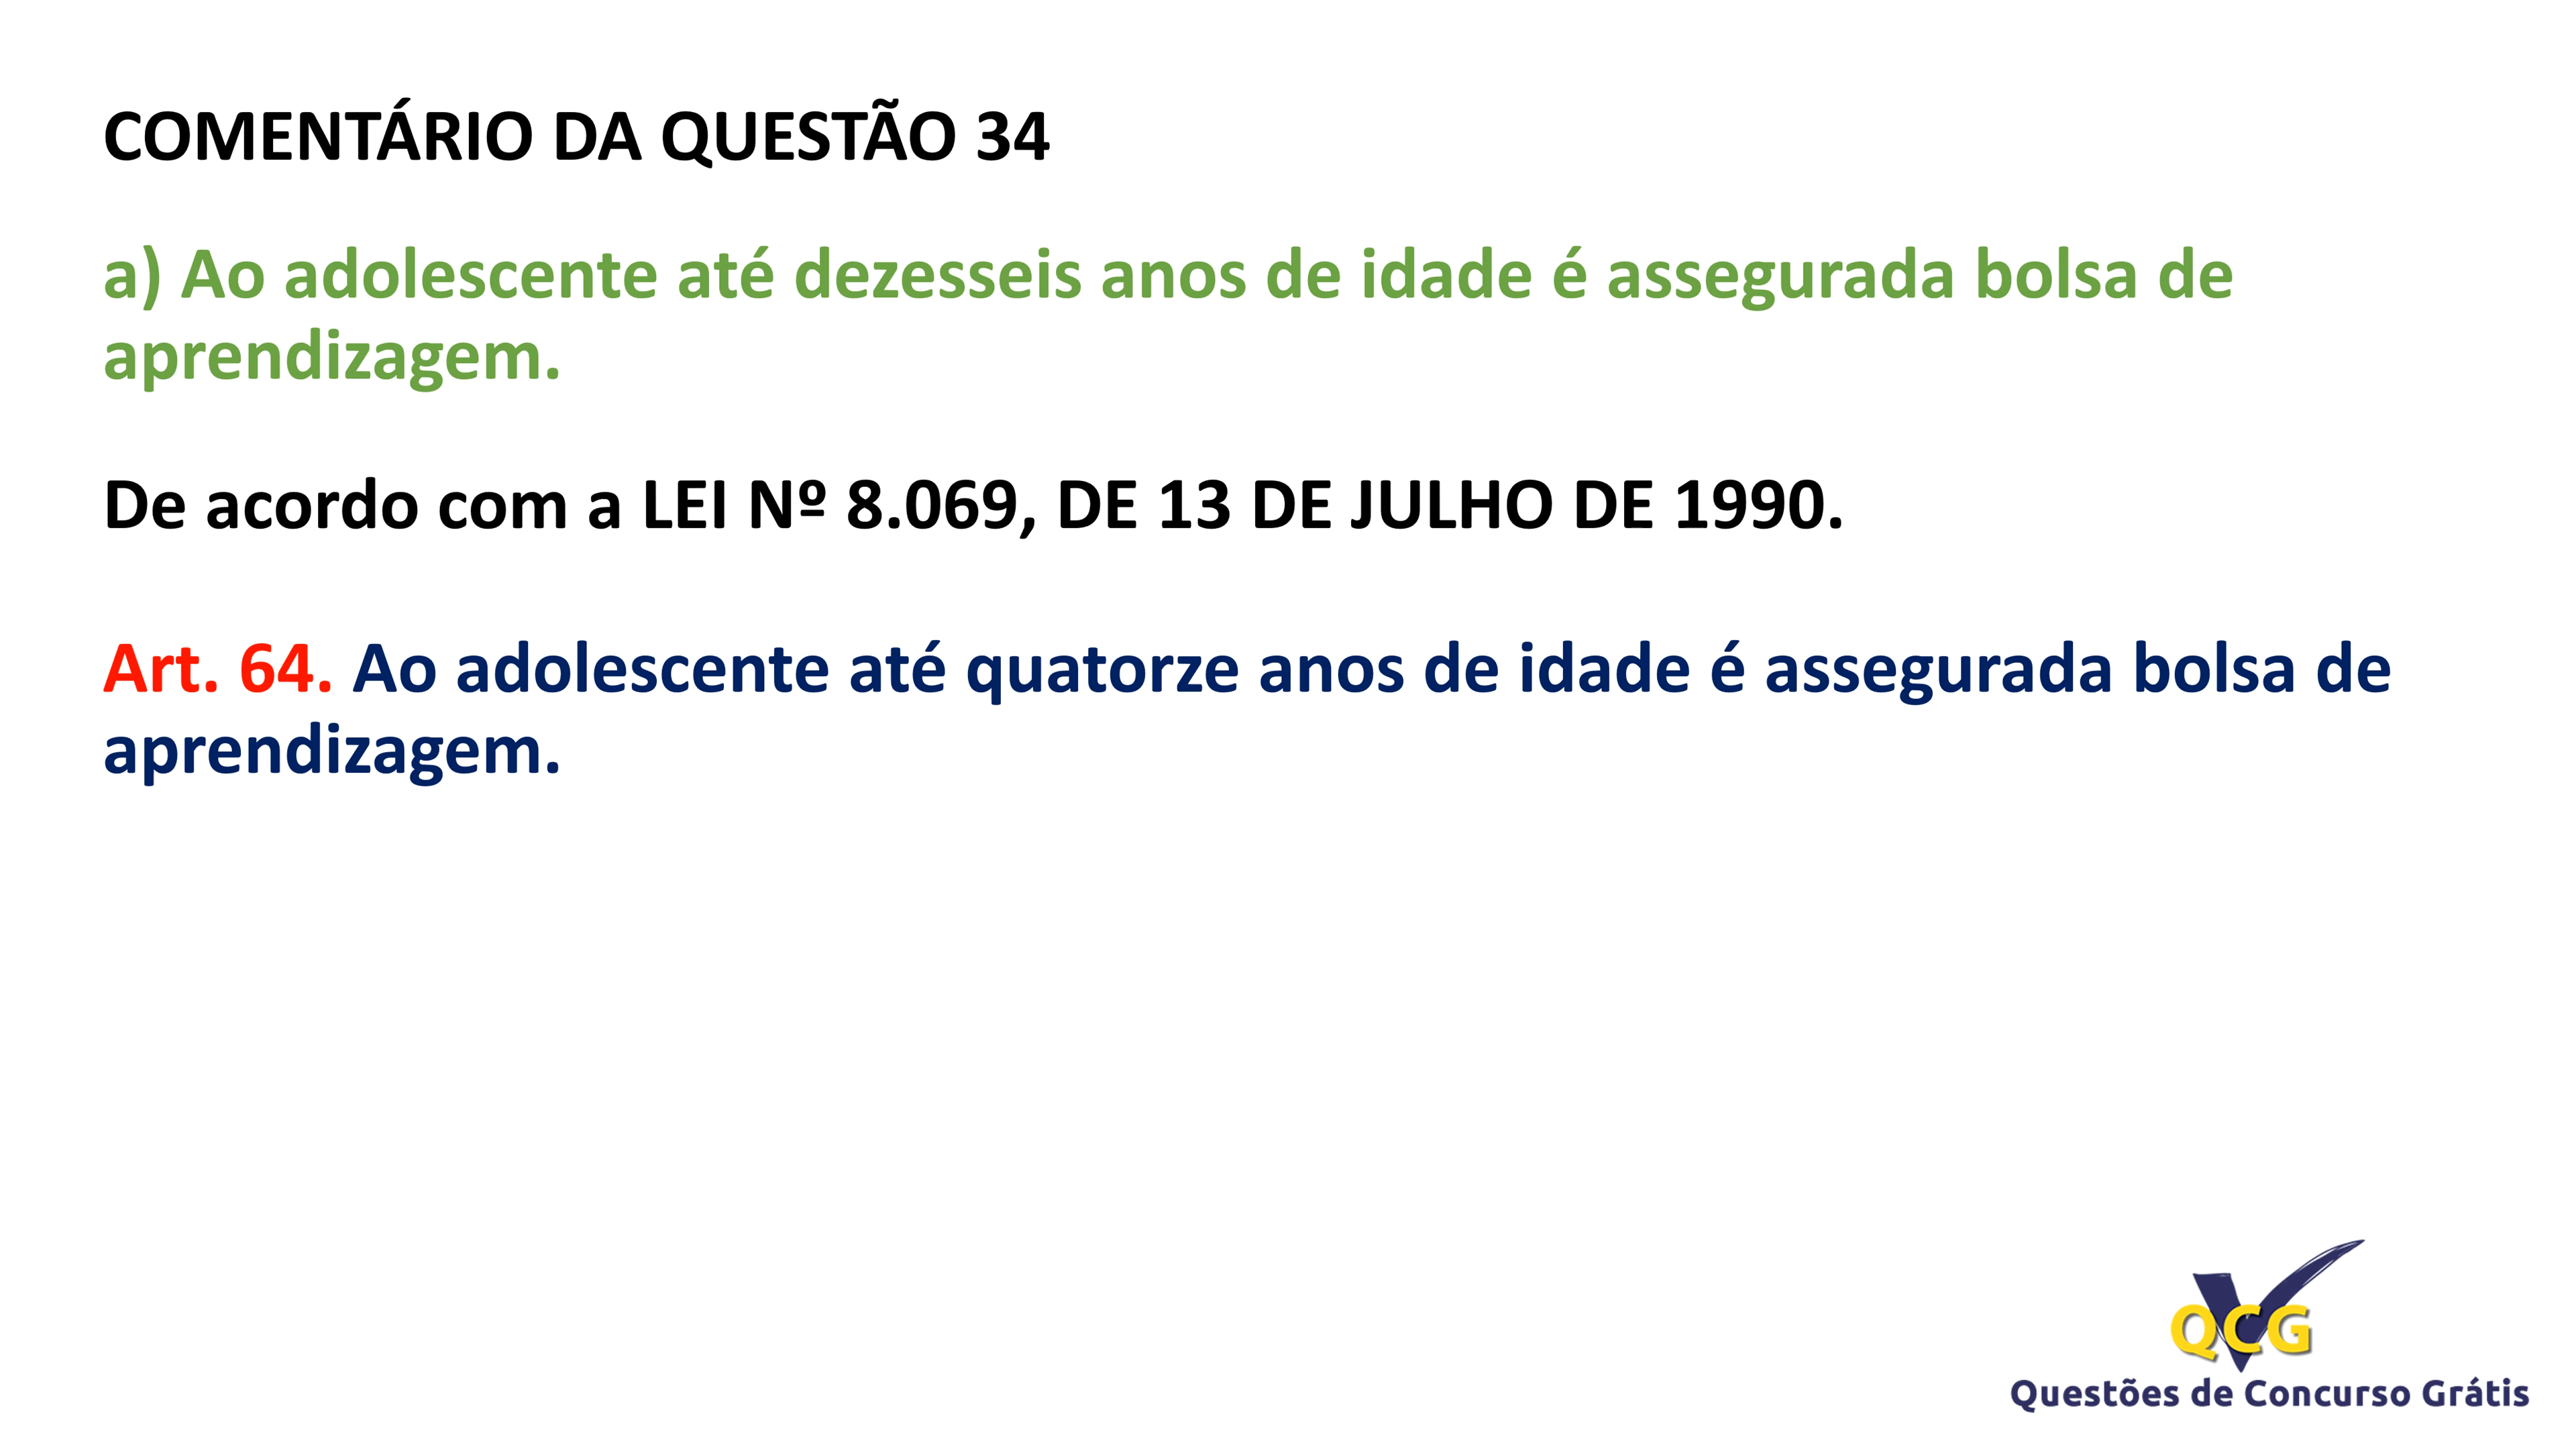 COMENTÁRIO DA QUESTÃO 34
a) Ao adolescente até dezesseis anos de idade é assegurada bolsa de
aprendizagem.
De acordo com a LEI Nº 8.069, DE 13 DE JULHO DE 1990.
Art. 64. Ao adolescente até quatorze anos de idade é assegurada bolsa de
aprendizagem.
QCG
Questões de Concurso Grátis